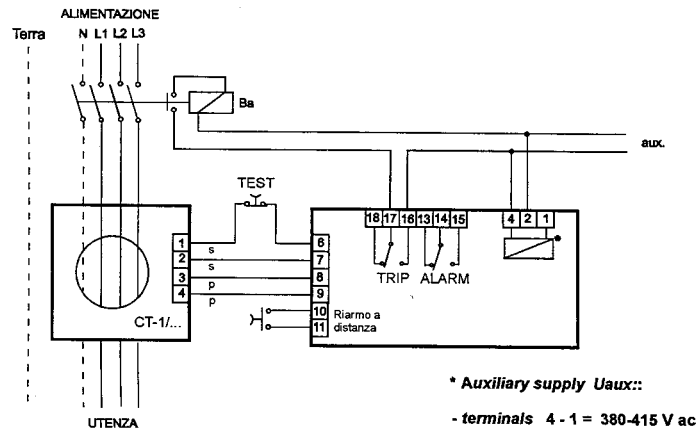 ALIMENTAZIONE
Terra
N L1 L2 L3
Ba
aux.
TEST
18 17 16 13 14 15
4 2 1
*
TRIP ALARM
1
2
3
4
s
s
p
p
6
7
8
9
10
11
Riarmo a
distanza
CT-1/...
UTENZA
* Auxiliary supply Uaux::
- terminals 4 - 1 = 380-415 V ac